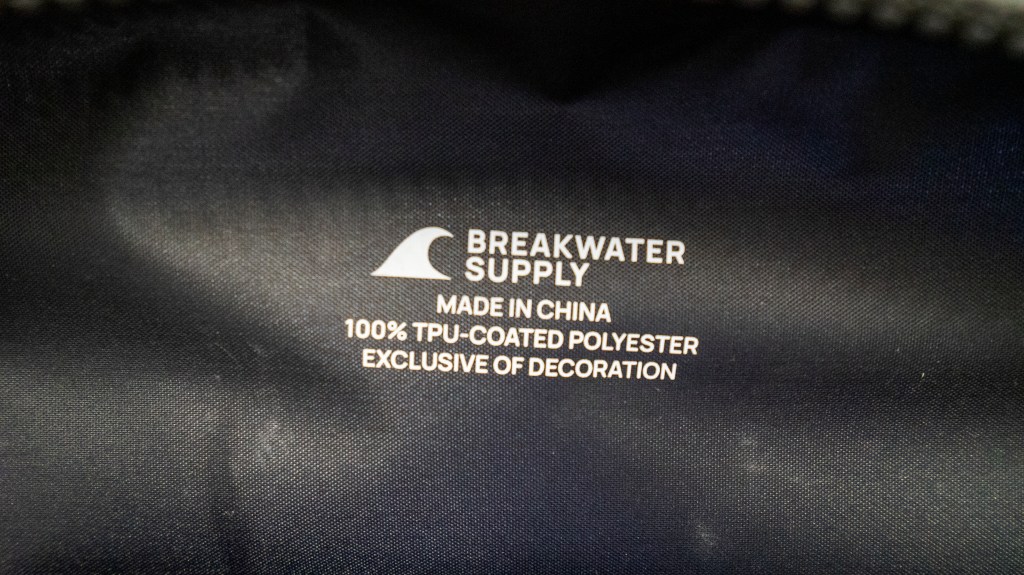 BREAKWATER
SUPPLY
MADE IN CHINA
100% TPU-COATED POLYESTER
EXCLUSIVE OF DECORATION